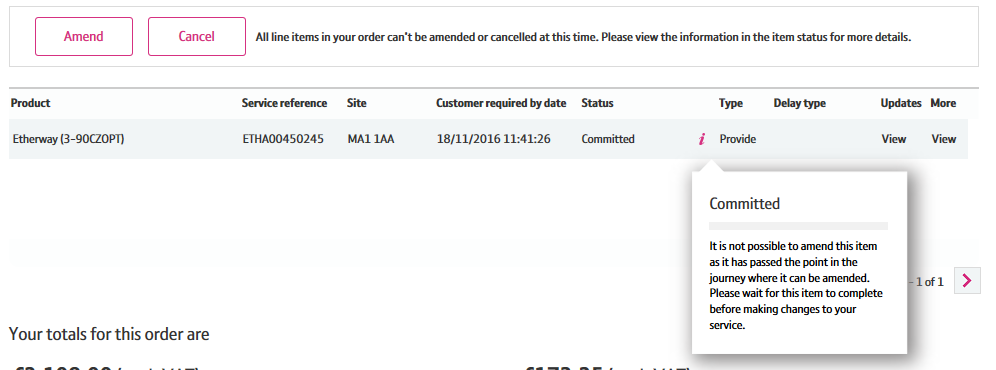 Amend Cancel All line items in your order can't be amended or cancelled at this time. Please view the information in the item status for more details.
Product Service reference Site Customer required by date Status Type Delay type Updates More
Etherway (3-90CZOPT) ETHA00450245 MA1 1AA 18/11/2016 11:41:26 Committed i Provide View View
Committed
It is not possible to amend this item
as it has passed the point in the
journey where it can be amended.
Please wait for this item to complete
before making changes to your
service.
- 1 of 1
Your totals for this order are